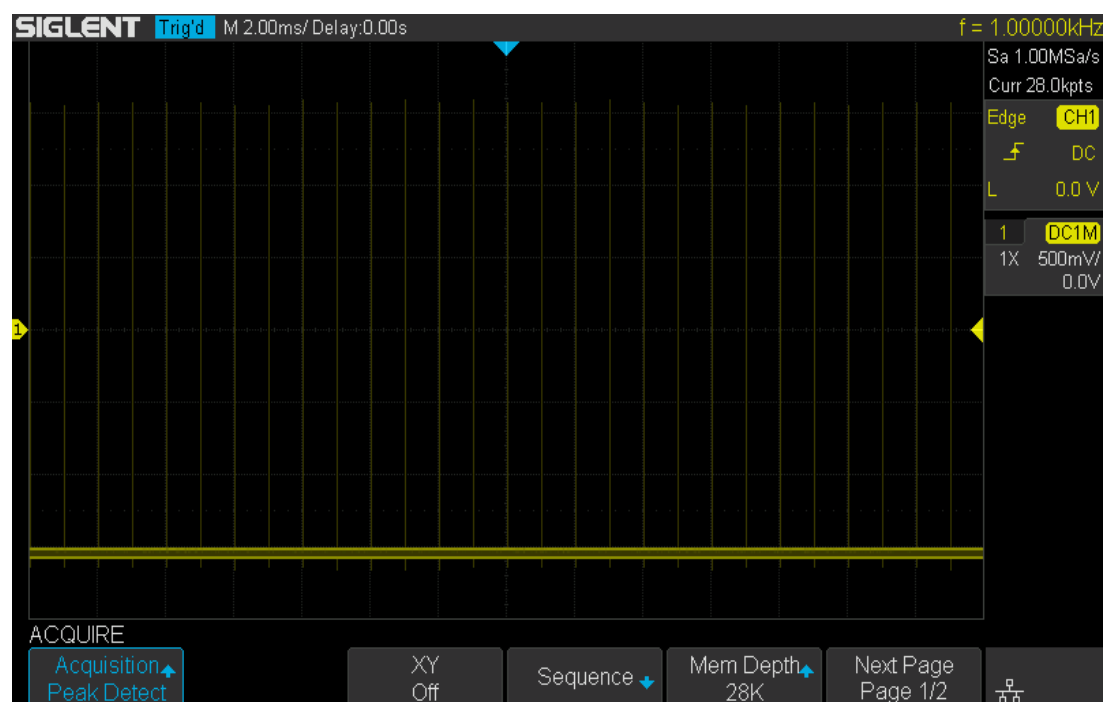 SIGLENT Trig'd M 2.00ms/ Delay:0.00s f = 1.00000kHz
Sa 1.00MSa/s
Curr 28.0kpts
Edge CH1
DC
L 0.0 V
1 DC1M
1X 500mV/
0.0V
1
ACQUIRE
Acquisition
Peak Detect
XY
Off
Sequence
Mem Depth
28K
Next Page
Page 1/2